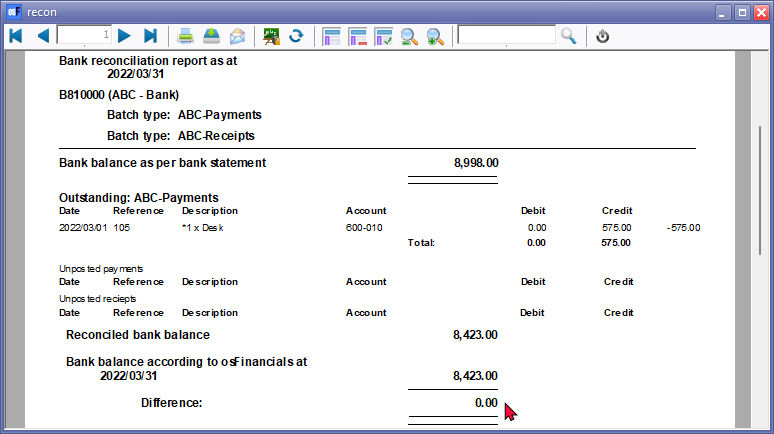 recon
1
Bank reconciliation report as at
2022/03/31
B810000 (ABC - Bank)
Batch type: ABC-Payments
Batch type: ABC-Receipts
Bank balance as per bank statement 8,998.00
Outstanding: ABC-Payments
Date Reference Description Account Debit Credit
2022/03/01 105 *1 x Desk 600-010 0.00 575.00 -575.00
Total: 0.00 575.00
Unposted payments
Date Reference Description Account Debit Credit
Unposted reciepts
Date Reference Description Account Debit Credit
Reconciled bank balance 8,423.00
Bank balance according to osFinancials at
2022/03/31 8,423.00
Difference: 0.00